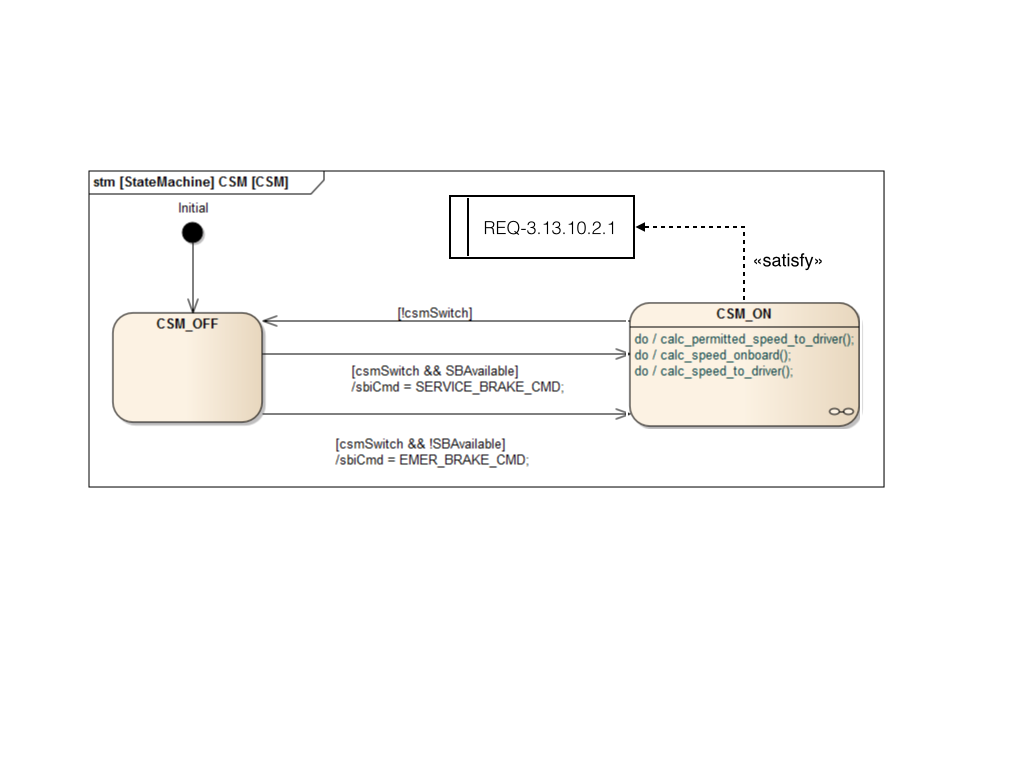 stm [StateMachine] CSM [CSM]
Initial
REQ-3.13.10.2.1
«satisfy»
CSM_OFF
[!csmSwitch]
CSM_ON
do / calc_permitted_speed_to_driver();
do / calc_speed_onboard();
do / calc_speed_to_driver();
[csmSwitch && SBAvailable]
/sbiCmd = SERVICE_BRAKE_CMD;
[csmSwitch && !SBAvailable]
/sbiCmd = EMER_BRAKE_CMD;